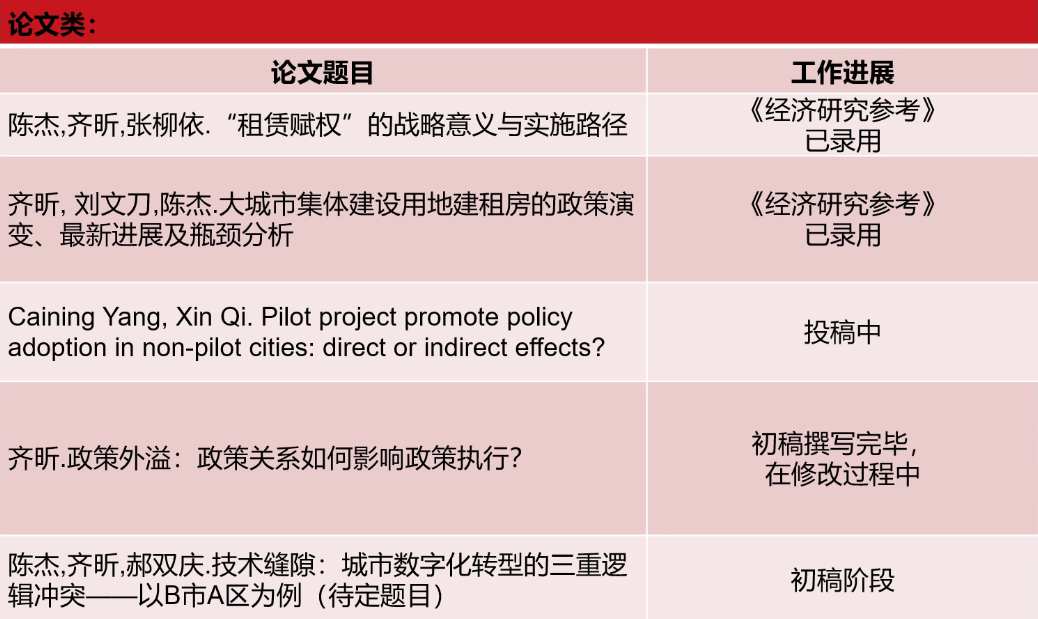 论文类：
论文题目
工作进展
陈杰,齐昕,张柳依.“租赁赋权”的战略意义与实施路径
《经济研究参考》
已录用
齐昕, 刘文刀,陈杰.大城市集体建设用地建租房的政策演
变、最新进展及瓶颈分析
《经济研究参考》
已录用
Caining Yang, Xin Qi. Pilot project promote policy
adoption in non-pilot cities: direct or indirect effects?
投稿中
齐昕.政策外溢：政策关系如何影响政策执行？
初稿撰写完毕，
在修改过程中
陈杰,齐昕,郝双庆.技术缝隙：城市数字化转型的三重逻
辑冲突——以B市A区为例（待定题目）
初稿阶段